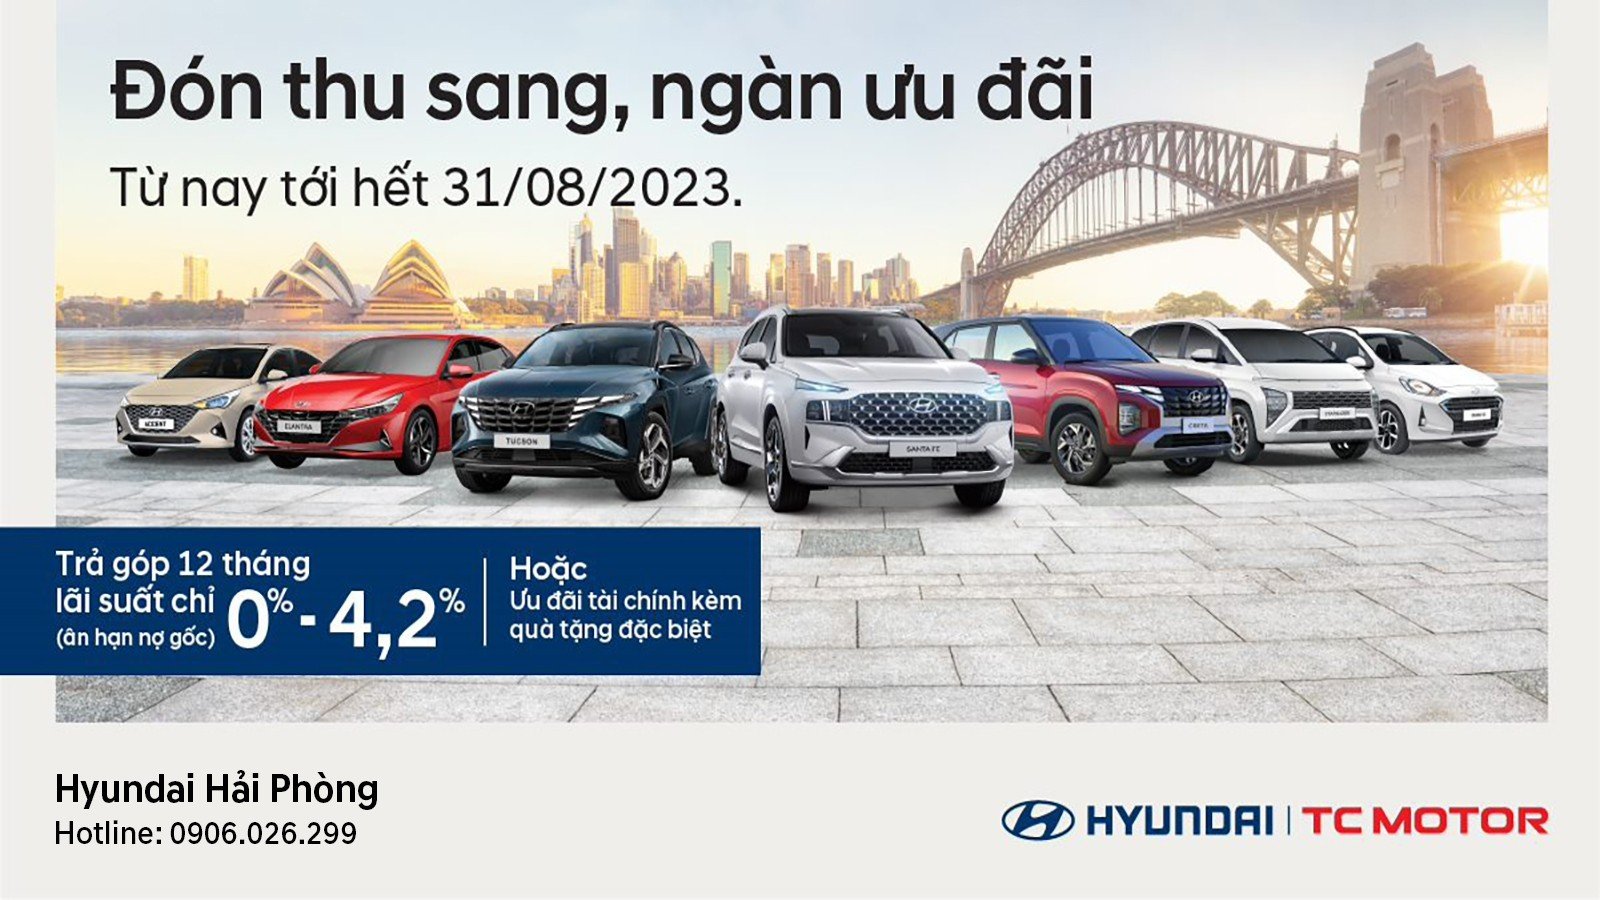 Đón thu sang, ngàn ưu đãi
Từ nay tới hết 31/08/2023.
ACCENT
ELANTRA
TUCSON
SANTA FE
CRETA
STARGAZER
Trả góp 12 tháng
lãi suất chỉ
(ân hạn nợ gốc)
0% - 4,2%
Hoặc
Ưu đãi tài chính kèm
quà tặng đặc biệt
Hyundai Hải Phòng
Hotline: 0906.026.299
HYUNDAI | TC MOTOR